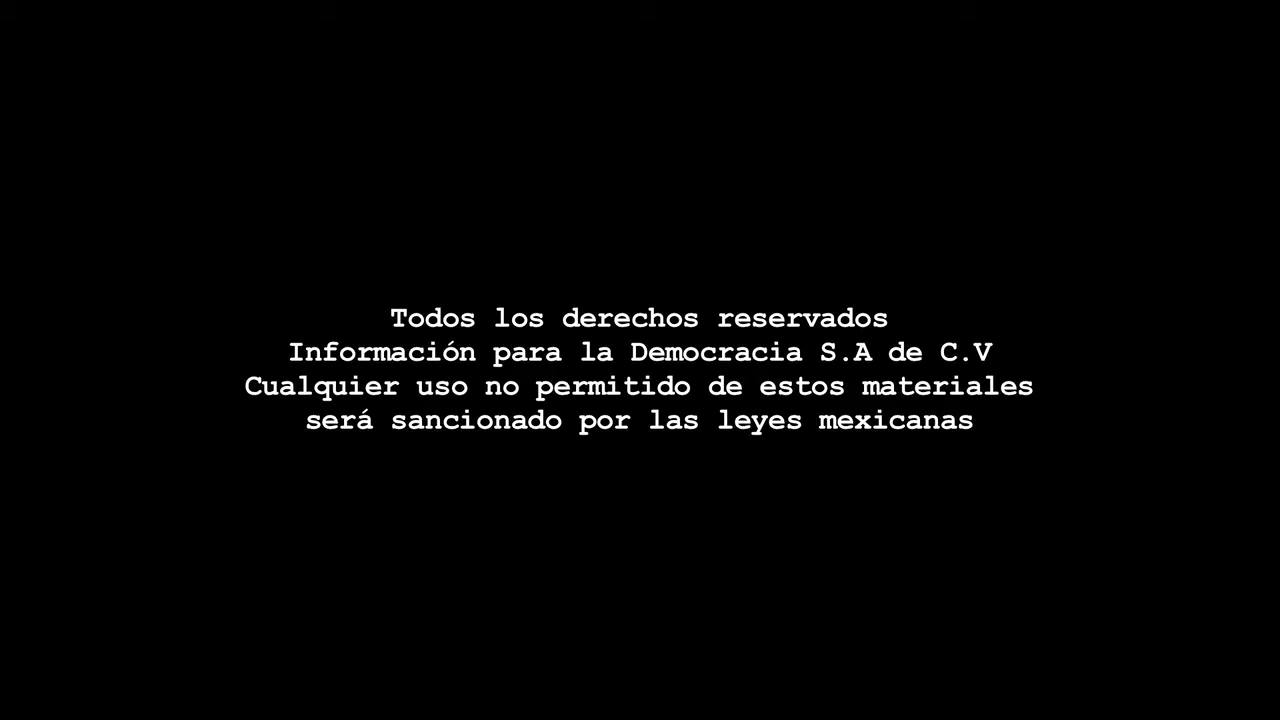 Todos los derechos reservados
Información para la Democracia S.A de C.V
Cualquier uso no permitido de estos materiales
será sancionado por las leyes mexicanas